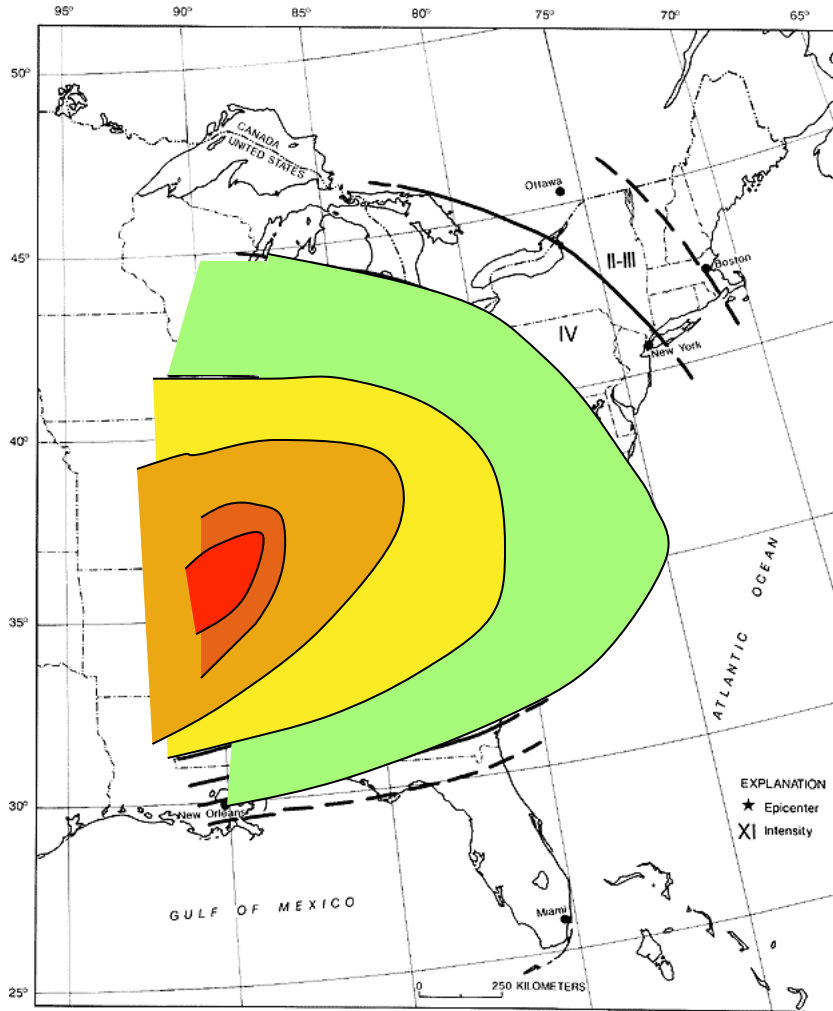 95° 90° 85° 80° 75° 70° 65°
50°
CANADA
UNITED STATES
Ottawa
45°
II-III
Boston
IV
New York
40°
35°
ATLANTIC OCEAN
30°
New Orleans
EXPLANATION
★ Epicenter
XI Intensity
GULF OF MEXICO
Miami
25°
0 250 KILOMETERS